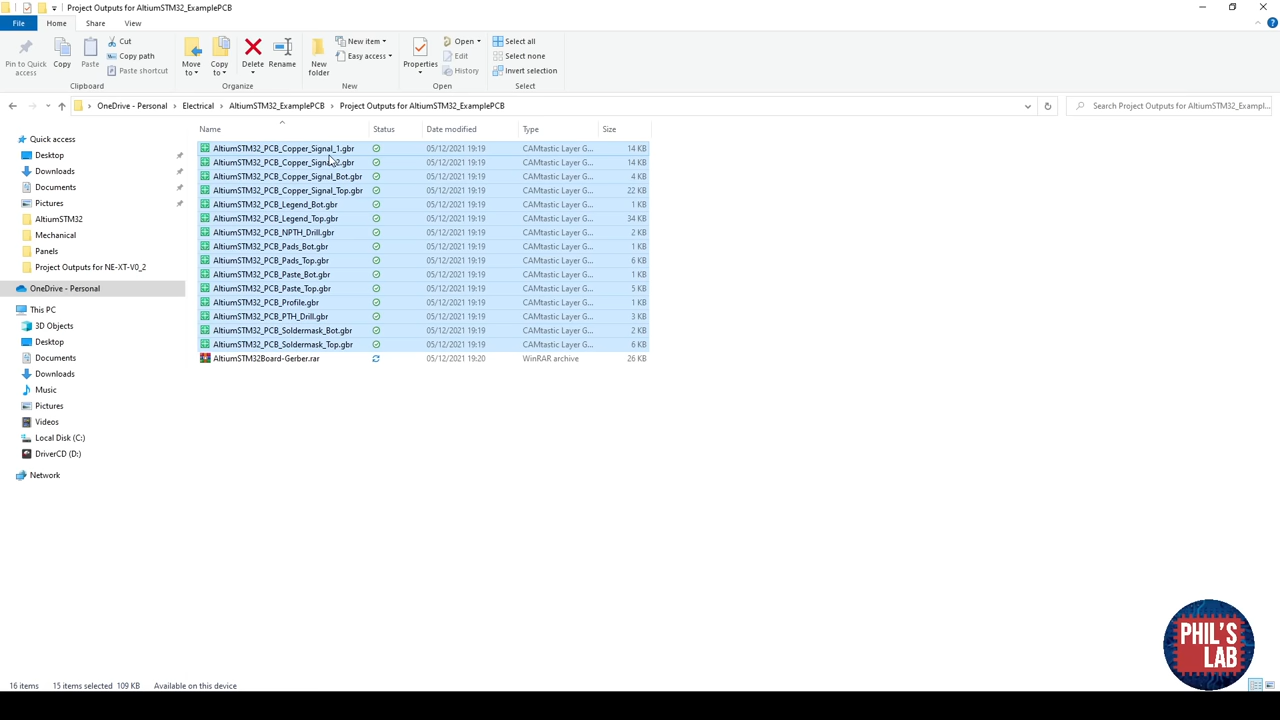 Project Outputs for AltiumSTM32_ExamplePCB
File Home Share View
Pin to Quick access
Copy
Paste
Cut
Copy path
Paste shortcut
Move to
Copy to
Delete
Rename
New folder
New item
Easy access
Properties
Open
Edit
History
Select all
Select none
Invert selection
Clipboard Organize New Open Select
OneDrive - Personal > Electrical > AltiumSTM32_ExamplePCB > Project Outputs for AltiumSTM32_ExamplePCB
Search Project Outputs for AltiumSTM32_Exampl...
Quick access
Desktop
Downloads
Documents
Pictures
AltiumSTM32
Mechanical
Panels
Project Outputs for NE-XT-V0_2
OneDrive - Personal
This PC
3D Objects
Desktop
Documents
Downloads
Music
Pictures
Videos
Local Disk (C:)
DriverCD (D:)
Network
Name Status Date modified Type Size
AltiumSTM32_PCB_Copper_Signal_1.gbr 05/12/2021 19:19 CAMtastic Layer G... 14 KB
AltiumSTM32_PCB_Copper_Signal_2.gbr 05/12/2021 19:19 CAMtastic Layer G... 14 KB
AltiumSTM32_PCB_Copper_Signal_Bot.gbr 05/12/2021 19:19 CAMtastic Layer G... 4 KB
AltiumSTM32_PCB_Copper_Signal_Top.gbr 05/12/2021 19:19 CAMtastic Layer G... 22 KB
AltiumSTM32_PCB_Legend_Bot.gbr 05/12/2021 19:19 CAMtastic Layer G... 1 KB
AltiumSTM32_PCB_Legend_Top.gbr 05/12/2021 19:19 CAMtastic Layer G... 34 KB
AltiumSTM32_PCB_NPTH_Drill.gbr 05/12/2021 19:19 CAMtastic Layer G... 2 KB
AltiumSTM32_PCB_Pads_Bot.gbr 05/12/2021 19:19 CAMtastic Layer G... 1 KB
AltiumSTM32_PCB_Pads_Top.gbr 05/12/2021 19:19 CAMtastic Layer G... 6 KB
AltiumSTM32_PCB_Paste_Bot.gbr 05/12/2021 19:19 CAMtastic Layer G... 1 KB
AltiumSTM32_PCB_Paste_Top.gbr 05/12/2021 19:19 CAMtastic Layer G... 5 KB
AltiumSTM32_PCB_Profile.gbr 05/12/2021 19:19 CAMtastic Layer G... 1 KB
AltiumSTM32_PCB_PTH_Drill.gbr 05/12/2021 19:19 CAMtastic Layer G... 3 KB
AltiumSTM32_PCB_Soldermask_Bot.gbr 05/12/2021 19:19 CAMtastic Layer G... 2 KB
AltiumSTM32_PCB_Soldermask_Top.gbr 05/12/2021 19:19 CAMtastic Layer G... 6 KB
AltiumSTM32Board-Gerber.rar 05/12/2021 19:20 WinRAR archive 26 KB
PHIL'S
LAB
16 items 15 items selected 109 KB Available on this device